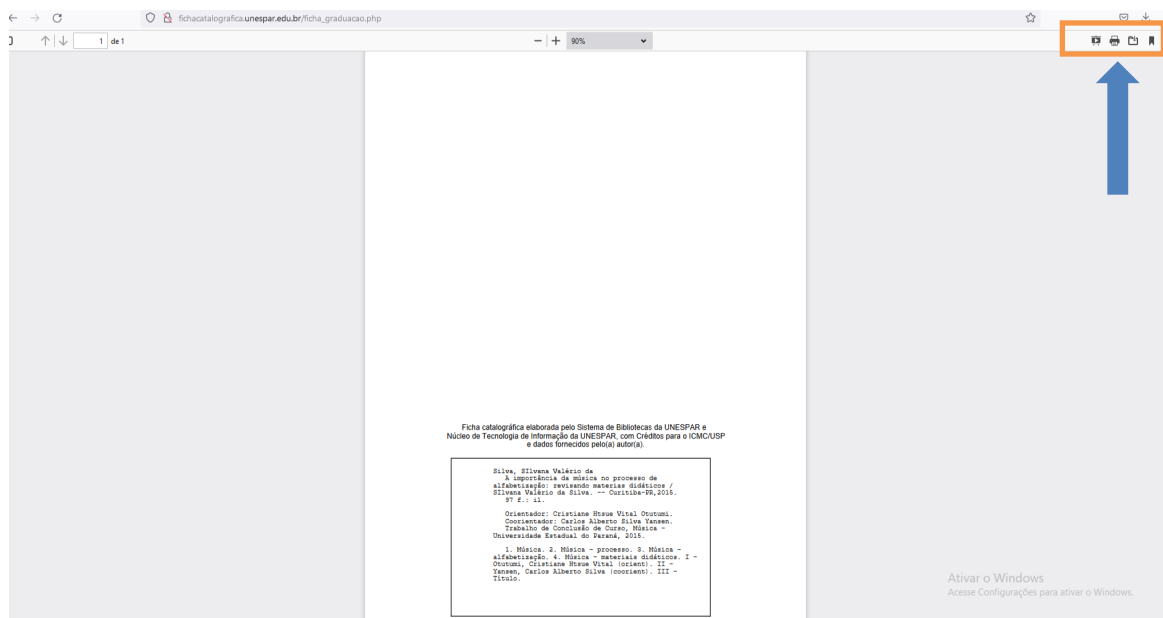 fichacatalografica.unespar.edu.br/ficha_graduacao.php
1 de 1
90%
Ficha catalográfica elaborada pelo Sistema de Bibliotecas da UNESPAR e
Núcleo de Tecnologia de Informação da UNESPAR, com Créditos para o ICMC/USP
e dados fornecidos pelo(a) autor(a).
Silva, SIlvana Valério da
A importância da música no processo de
alfabetização: revisando materias didáticos /
SIlvana Valério da Silva. -- Curitiba-PR,2015.
97 f.: il.
Orientador: Cristiane Htsue Vital Otutumi.
Coorientador: Carlos Alberto Silva Yansen.
Trabalho de Conclusão de Curso, Música -
Universidade Estadual do Paraná, 2015.
1. Música. 2. Música - processo. 3. Música -
alfabetização. 4. Música - materiais didáticos. I -
Otutumi, Cristiane Htsue Vital (orient). II -
Yansen, Carlos Alberto Silva (coorient). III -
Título.
Ativar o Windows
Acesse Configurações para ativar o Windows.